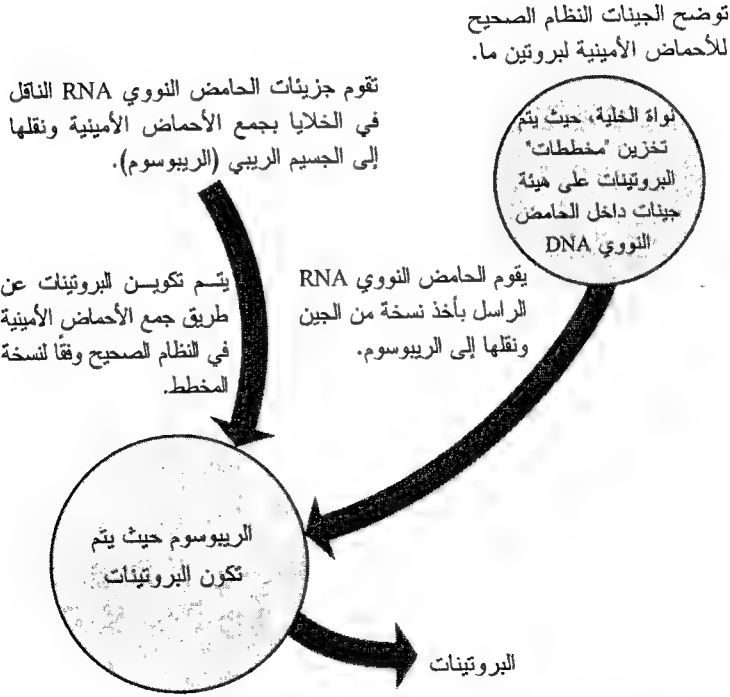 توضح الجينات النظام الصحيح
للأحماض الأمينية لبروتين ما.
نواة الخلية، حيث يتم
تخزين "مخططات"
البروتينات على هيئة
جينات داخل الحامض
النووي DNA
تقوم جزيئات الحامض النووي RNA الناقل
في الخلايا بجمع الأحماض الأمينية ونقلها
إلى الجسيم الريبي (الريبوسوم).
يقوم الحامض النووي RNA
الراسل بأخذ نسخة من الجين
ونقلها إلى الريبوسوم.
يتم تكويـن البروتينات عن
طريق جمع الأحماض الأمينية
في النظام الصحيح وفقًا لنسخة
المخطط.
الريبوسوم حيث يتم
تكون البروتينات
البروتينات